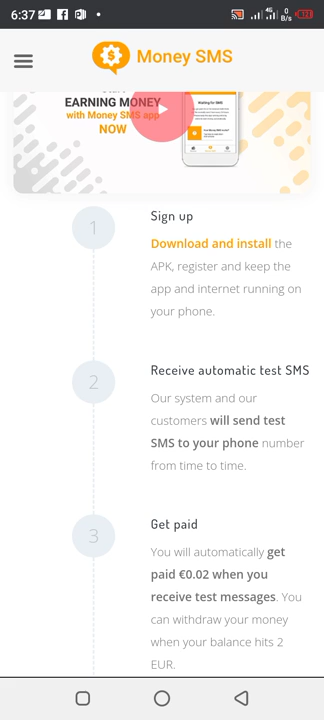 6:37
4G 0 B/s
Money SMS
EARNING MONEY
with Money SMS app
NOW
Waiting for SMS
1
Sign up
Download and install the
APK, register and keep the
app and internet running on
your phone.
2
Receive automatic test SMS
Our system and our
customers will send test
SMS to your phone number
from time to time.
3
Get paid
You will automatically get
paid €0.02 when you
receive test messages. You
can withdraw your money
when your balance hits 2
EUR.